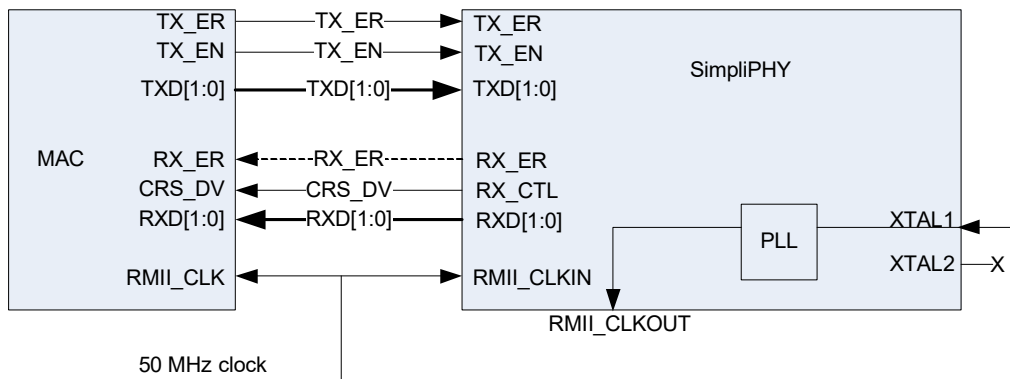 TX_ER TX_ER TX_ER
TX_EN TX_EN TX_EN
SimpliPHY
TXD[1:0] TXD[1:0] TXD[1:0]
MAC
RX_ER RX_ER RX_ER
CRS_DV CRS_DV RX_CTL
RXD[1:0] RXD[1:0] RXD[1:0]
XTAL1
PLL
XTAL2 X
RMII_CLK RMII_CLKIN
RMII_CLKOUT
50 MHz clock